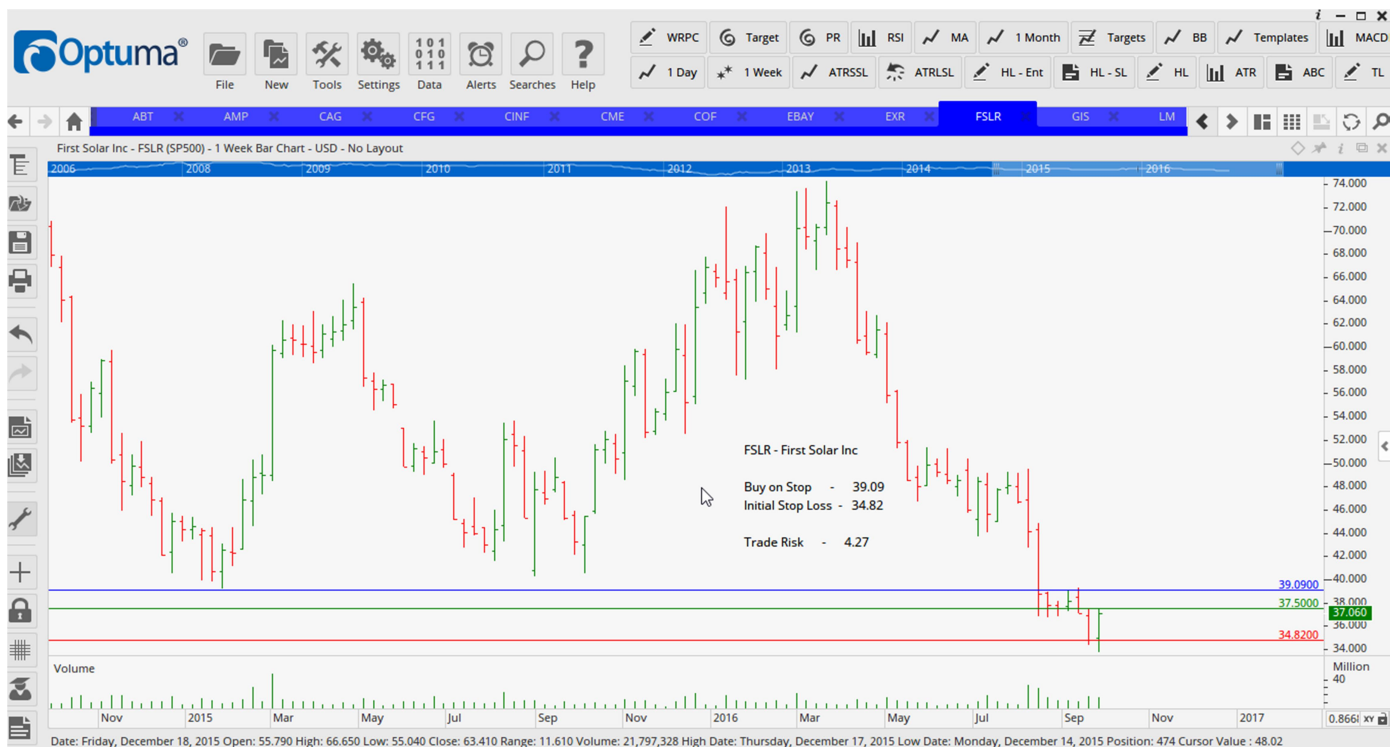 i
Optuma®
File
New
Tools
Settings
101
010
111
Data
Alerts
Searches
?
Help
WRPC
Target
PR
RSI
MA
1 Month
Targets
BB
Templates
MACD
1 Day
1 Week
ATRSSL
ATRLSL
HL - Ent
HL - SL
HL
ATR
ABC
TL
ABT
AMP
CAG
CFG
CINF
CME
COF
EBAY
EXR
FSLR
GIS
LM
First Solar Inc - FSLR (SP500) - 1 Week Bar Chart - USD - No Layout
i
2006
2008
2009
2010
2011
2012
2013
2014
2015
2016
74.000
72.000
70.000
68.000
66.000
64.000
62.000
60.000
58.000
56.000
54.000
52.000
50.000
48.000
46.000
44.000
42.000
40.000
38.000
36.000
34.000
FSLR - First Solar Inc
Buy on Stop - 39.09
Initial Stop Loss - 34.82
Trade Risk - 4.27
39.0900
37.5000
37.060
34.8200
Volume
Million
40
Nov
2015
Mar
May
Jul
Sep
Nov
2016
Mar
May
Jul
Sep
Nov
2017
XY
Date: Friday, December 18, 2015 Open: 55.790 High: 66.650 Low: 55.040 Close: 63.410 Range: 11.610 Volume: 21,797,328 High Date: Thursday, December 17, 2015 Low Date: Monday, December 14, 2015 Position: 474 Cursor Value : 48.02